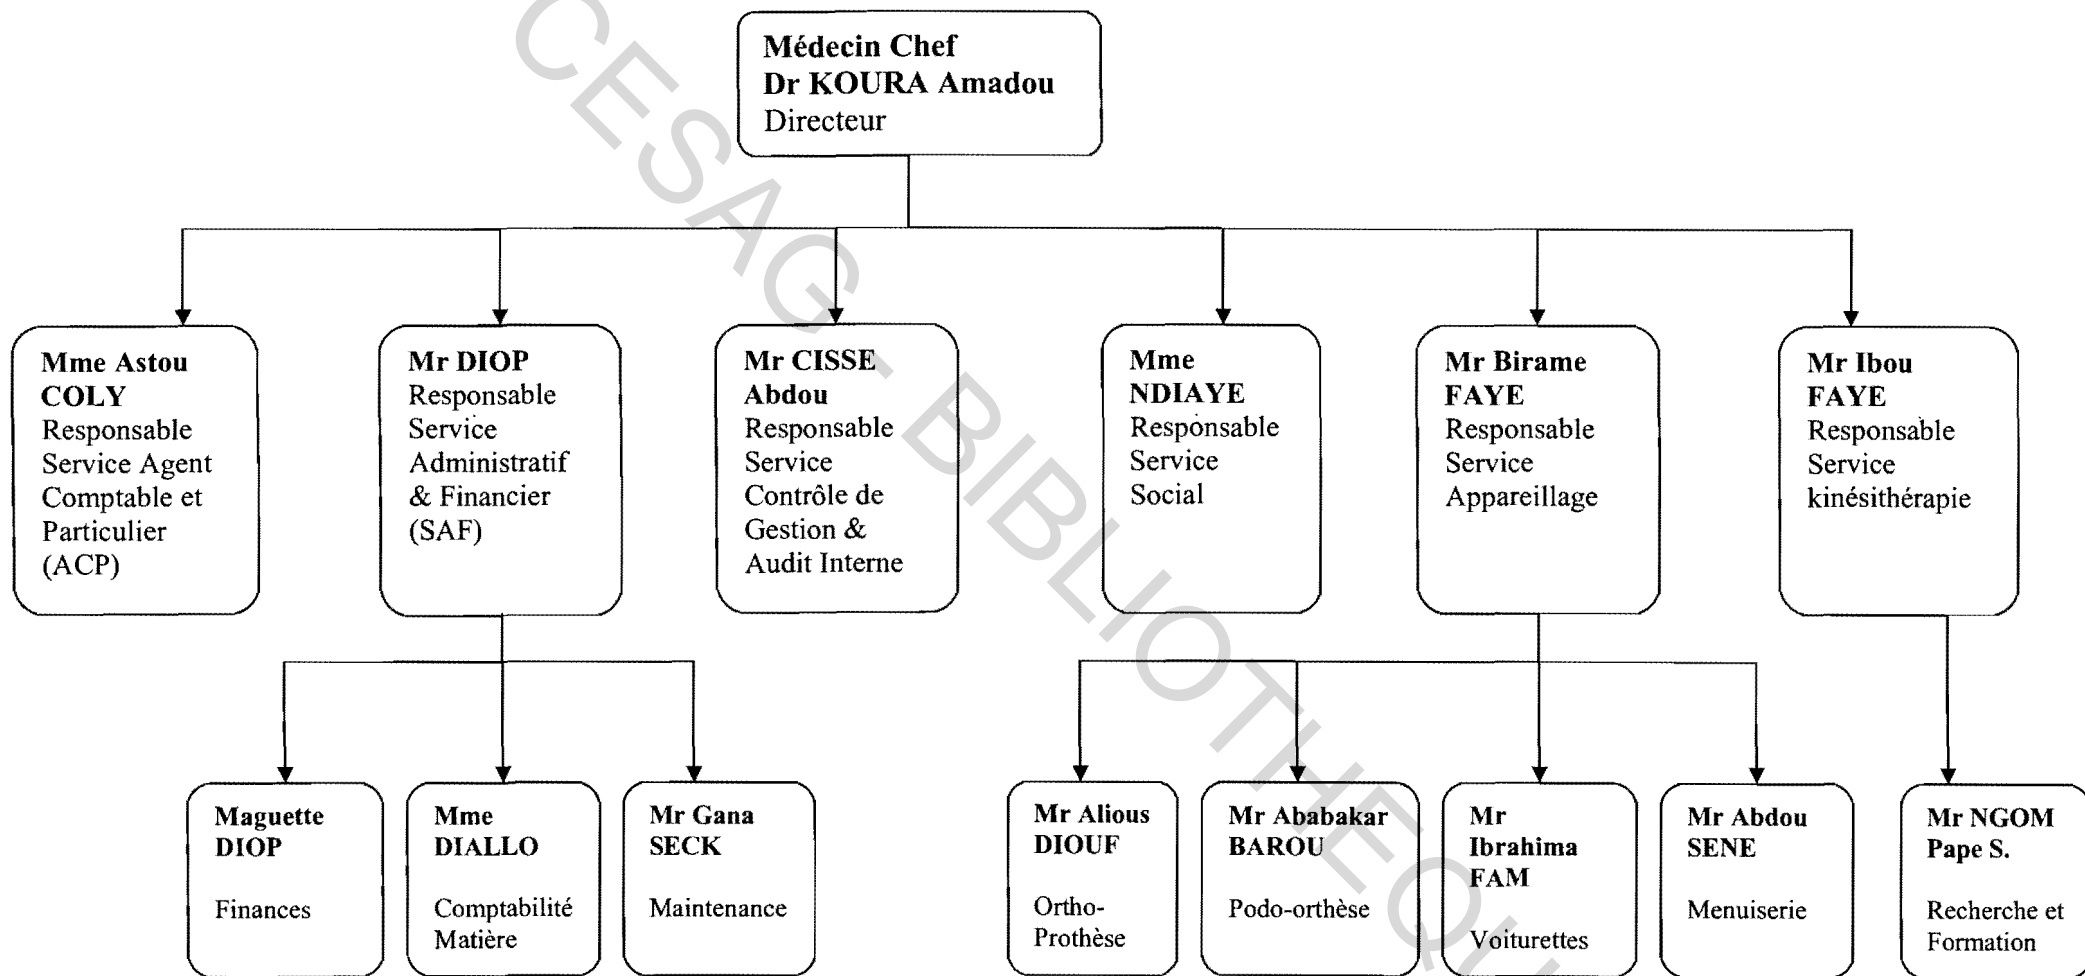 Médecin Chef
Dr KOURA Amadou
Directeur
Mme Astou
COLY
Responsable
Service Agent
Comptable et
Particulier
(ACP)
Mr DIOP
Responsable
Service
Administratif
& Financier
(SAF)
Mr CISSE
Abdou
Responsable
Service
Contrôle de
Gestion &
Audit Interne
Mme
NDIAYE
Responsable
Service
Social
Mr Birame
FAYE
Responsable
Service
Appareillage
Mr Ibou
FAYE
Responsable
Service
kinésithérapie
Maguette
DIOP
Finances
Mme
DIALLO
Comptabilité
Matière
Mr Gana
SECK
Maintenance
Mr Alious
DIOUF
Ortho-
Prothèse
Mr Ababakar
BAROU
Podo-orthèse
Mr
Ibrahima
FAM
Voiturettes
Mr Abdou
SENE
Menuiserie
Mr NGOM
Pape S.
Recherche et
Formation
CESAG - BIBLIOTHEQU